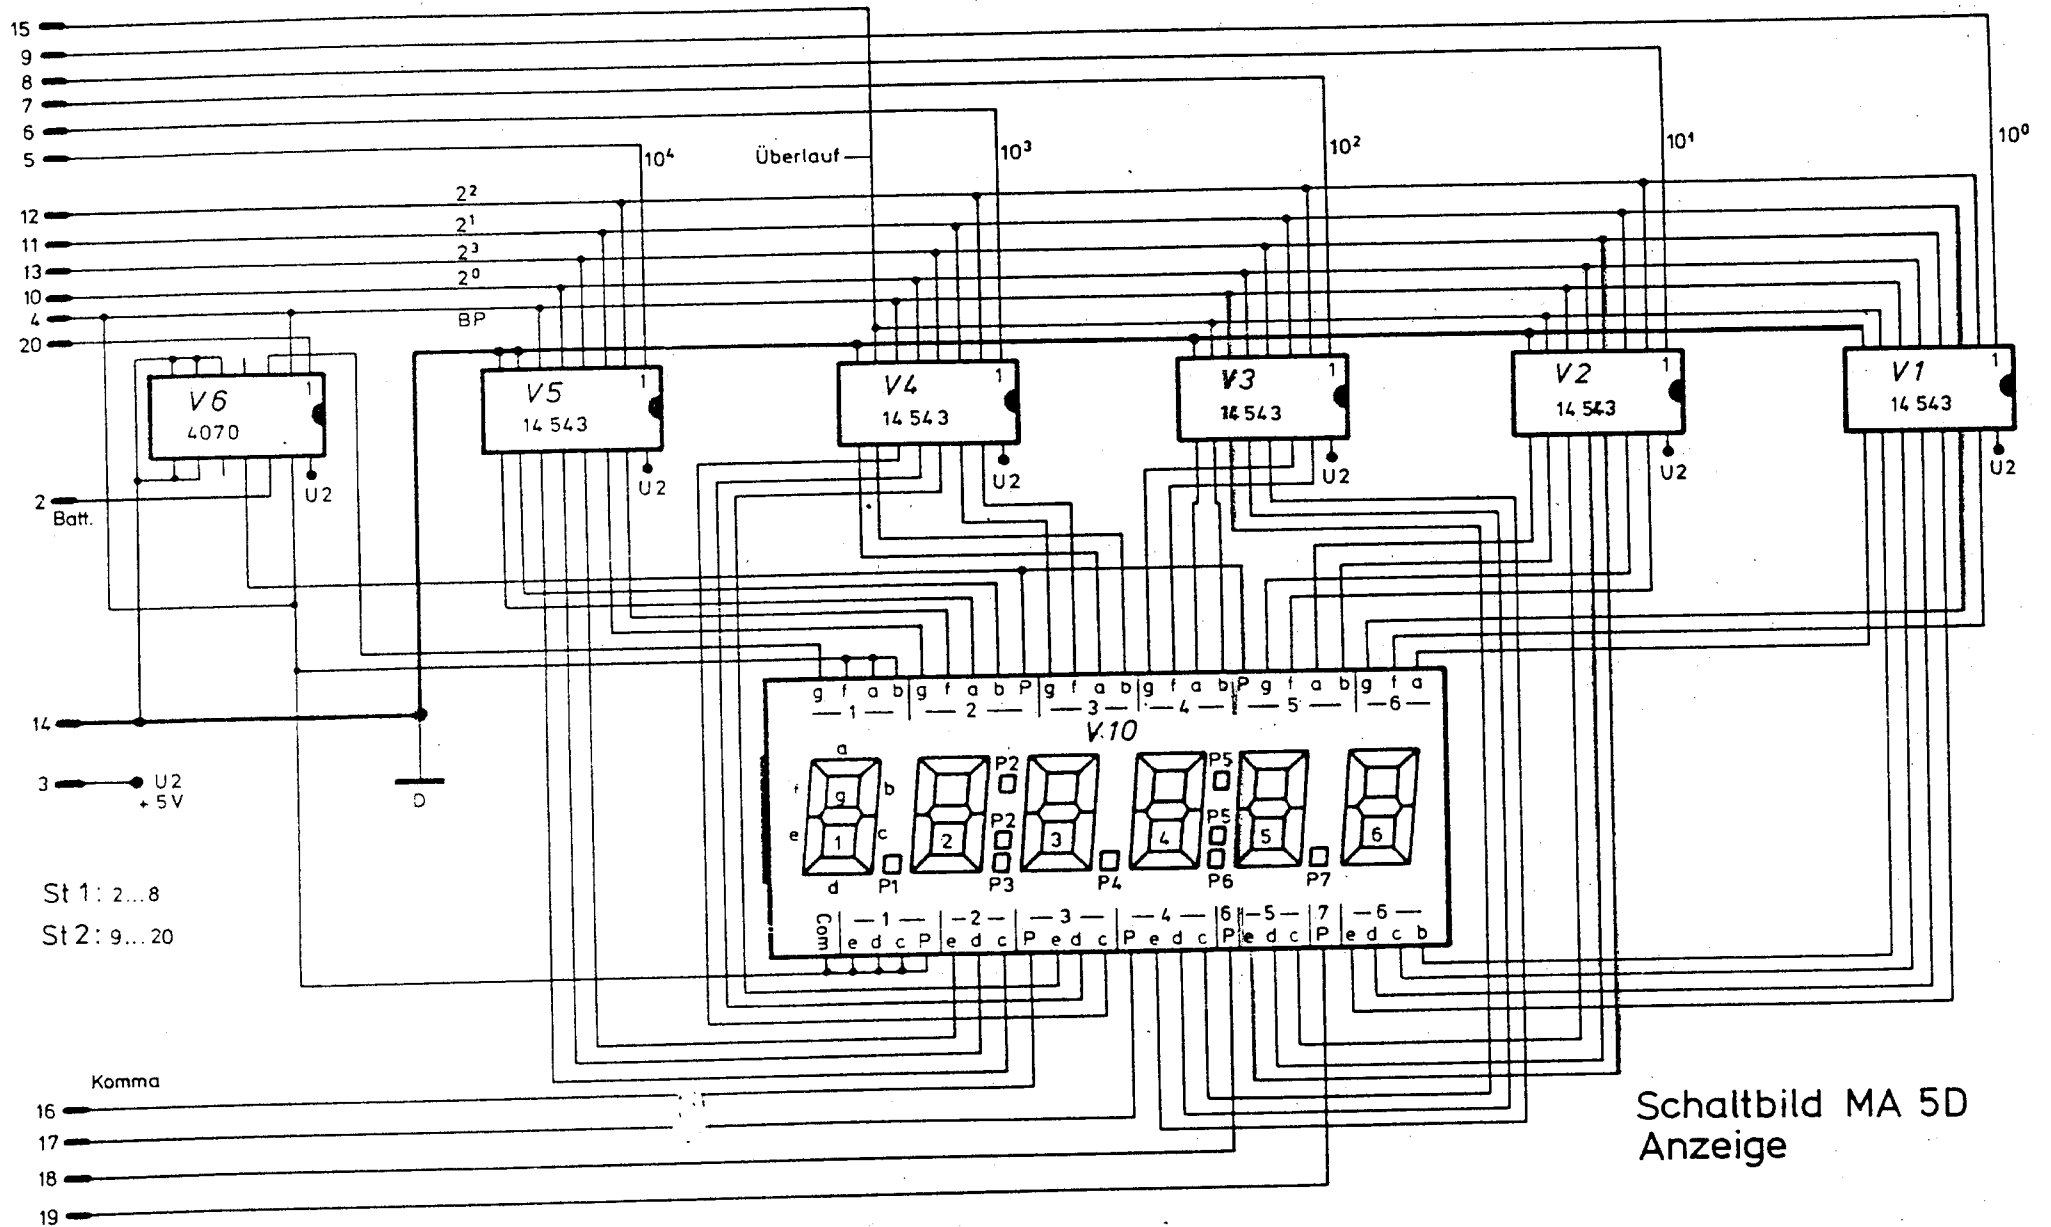 15
9
8
7
6
5
12
11
13
10
4
20
10⁴
Überlauf
10³
10²
10¹
10⁰
2²
2¹
2³
2⁰
BP
V6
4070
1
U2
V5
14 543
1
U2
V4
14 543
1
U2
V3
14 543
1
U2
V2
14 543
1
U2
V1
14 543
1
U2
2
Batt.
14
3
U2
+ 5V
0
g f a b g f a b P g f a b g f a b P g f a b g f a
1 2 3 4 5 6
V.10
a
f g b
e c
d
1 2 3 4 5 6
P2 P5
P2 P5
P1 P3 P4 P6 P7
1 2 3 4 6 5 7 6
Com e d c P e d c P e d c P e d c P e d c P e d c b
St 1: 2...8
St 2: 9...20
Komma
16
17
18
19
Schaltbild MA 5D
Anzeige